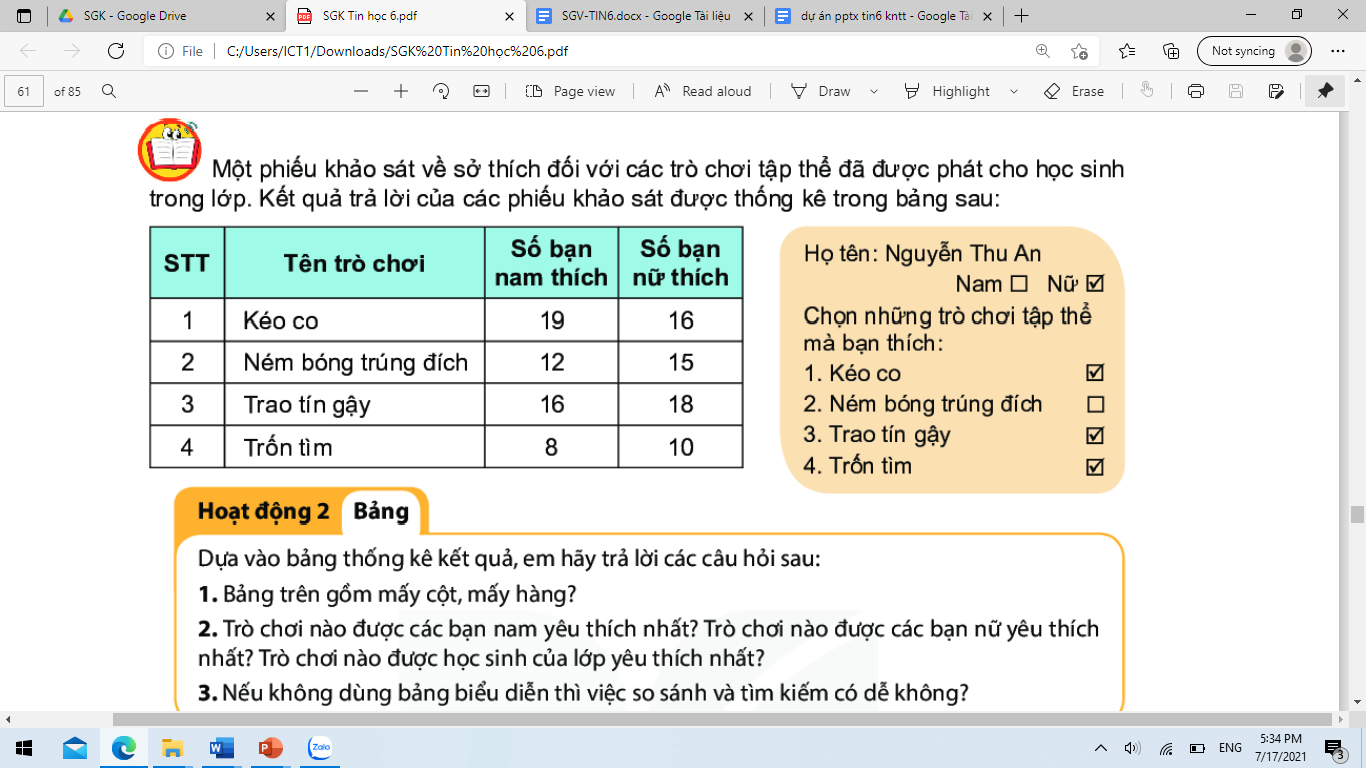 SGK - Google Drive
SGK Tin học 6.pdf
SGV-TIN6.docx - Google Tài liệu
dự án pptx tin6 kntt - Google Tài
File
C:/Users/ICT1/Downloads/SGK%20Tin%20học%206.pdf
Not syncing
61 of 85
Page view
Read aloud
Draw
Highlight
Erase
Một phiếu khảo sát về sở thích đối với các trò chơi tập thể đã được phát cho học sinh
trong lớp. Kết quả trả lời của các phiếu khảo sát được thống kê trong bảng sau:
STT Tên trò chơi Số bạn nam thích Số bạn nữ thích
1 Kéo co 19 16
2 Ném bóng trúng đích 12 15
3 Trao tín gậy 16 18
4 Trốn tìm 8 10
Họ tên: Nguyễn Thu An
Nam ☐ Nữ ☑
Chọn những trò chơi tập thể
mà bạn thích:
1. Kéo co ☑
2. Ném bóng trúng đích ☐
3. Trao tín gậy ☑
4. Trốn tìm ☑
Hoạt động 2 Bảng
Dựa vào bảng thống kê kết quả, em hãy trả lời các câu hỏi sau:
1. Bảng trên gồm mấy cột, mấy hàng?
2. Trò chơi nào được các bạn nam yêu thích nhất? Trò chơi nào được các bạn nữ yêu thích
nhất? Trò chơi nào được học sinh của lớp yêu thích nhất?
3. Nếu không dùng bảng biểu diễn thì việc so sánh và tìm kiếm có dễ không?
Zalo
ENG
5:34 PM
7/17/2021
3